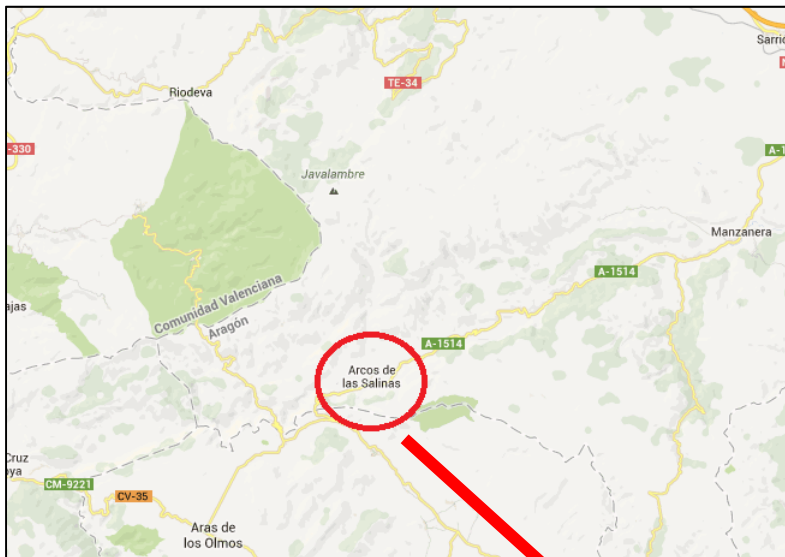 Sarrio
TE-34
N
Riodeva
-330
A-1
Javalambre
Manzanera
A-1514
ajas
Comunidad Valenciana
Aragón
A-1514
Arcos de
las Salinas
Cruz
oya
CM-9221
CV-35
Aras de
los Olmos